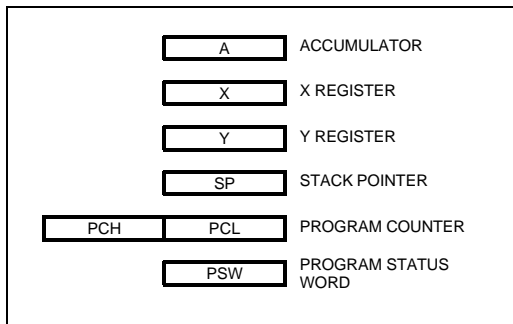 A ACCUMULATOR
X X REGISTER
Y Y REGISTER
SP STACK POINTER
PCH PCL PROGRAM COUNTER
PSW PROGRAM STATUS
WORD